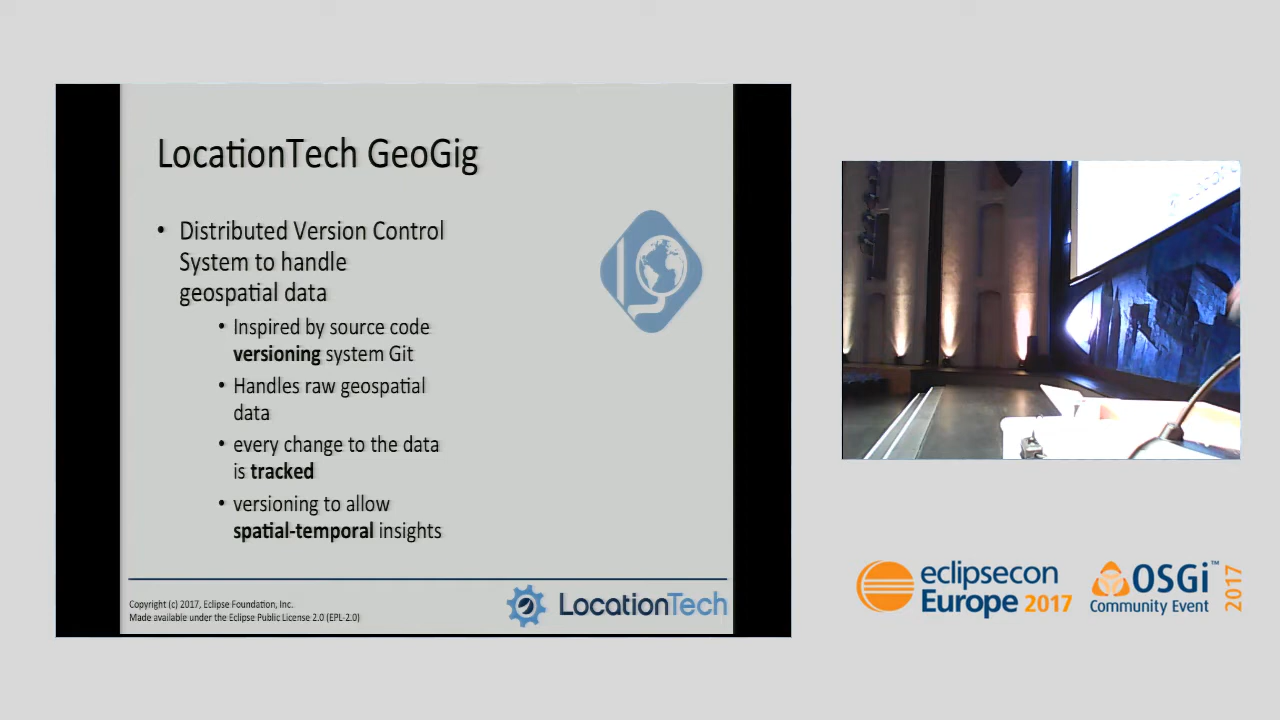 LocationTech GeoGig
• Distributed Version Control
System to handle
geospatial data
• Inspired by source code
versioning system Git
• Handles raw geospatial
data
• every change to the data
is tracked
• versioning to allow
spatial-temporal insights
Copyright (c) 2017, Eclipse Foundation, Inc.
Made available under the Eclipse Public License 2.0 (EPL-2.0)
LocationTech
eclipsecon
Europe 2017
OSGi™
Community Event
2017